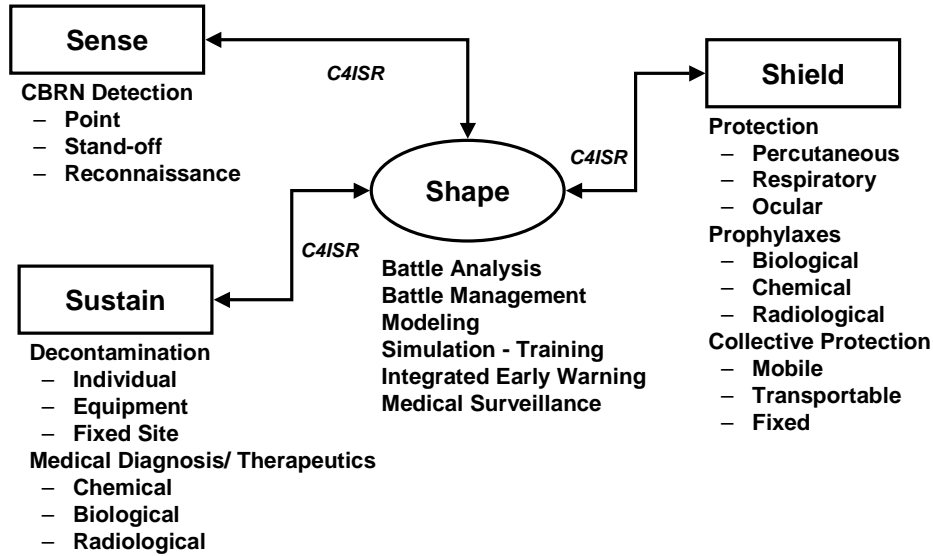 Sense
C4ISR
CBRN Detection
– Point
– Stand-off
– Reconnaissance
Shape
C4ISR
Battle Analysis
Battle Management
Modeling
Simulation - Training
Integrated Early Warning
Medical Surveillance
Shield
C4ISR
Protection
– Percutaneous
– Respiratory
– Ocular
Prophylaxes
– Biological
– Chemical
– Radiological
Collective Protection
– Mobile
– Transportable
– Fixed
Sustain
Decontamination
– Individual
– Equipment
– Fixed Site
Medical Diagnosis/ Therapeutics
– Chemical
– Biological
– Radiological